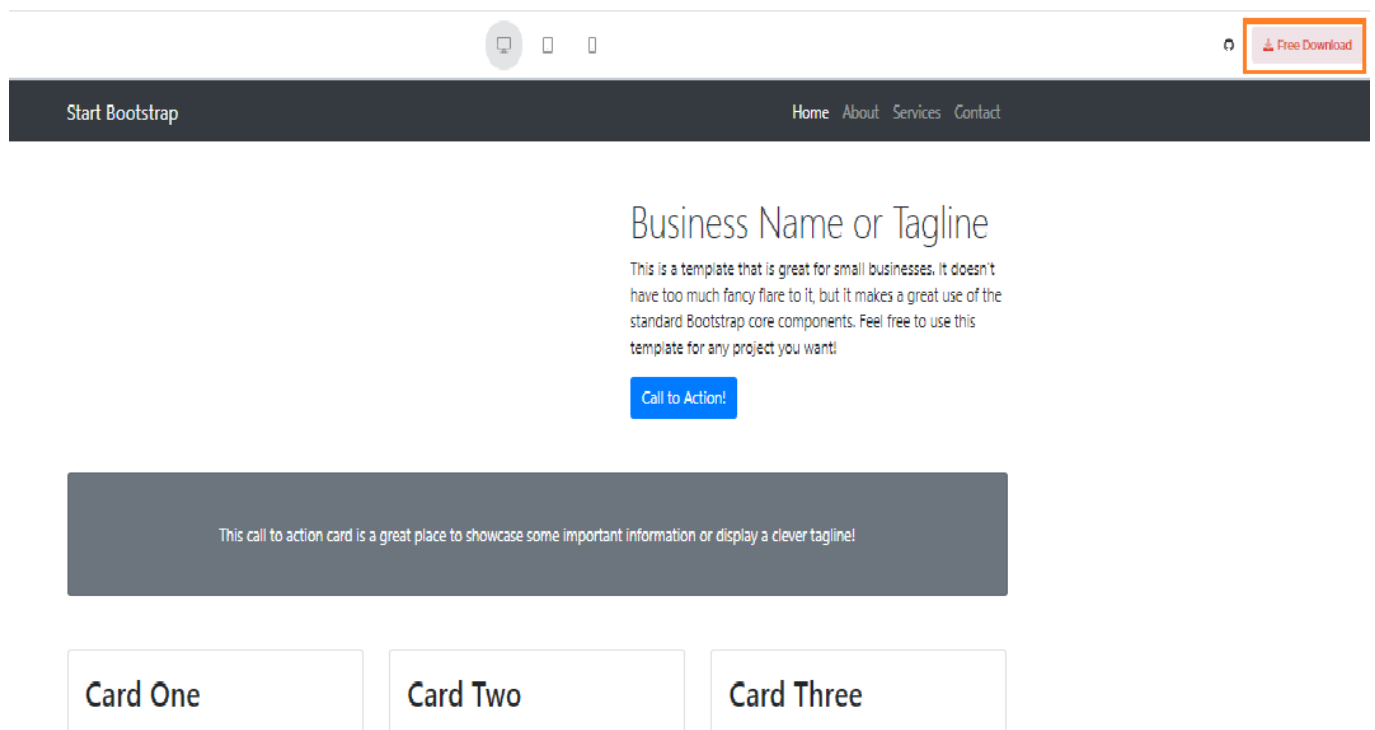 Free Download
Start Bootstrap
Home About Services Contact
Business Name or Tagline
This is a template that is great for small businesses. It doesn't
have too much fancy flare to it, but it makes a great use of the
standard Bootstrap core components. Feel free to use this
template for any project you want!
Call to Action!
This call to action card is a great place to showcase some important information or display a clever tagline!
Card One
Card Two
Card Three